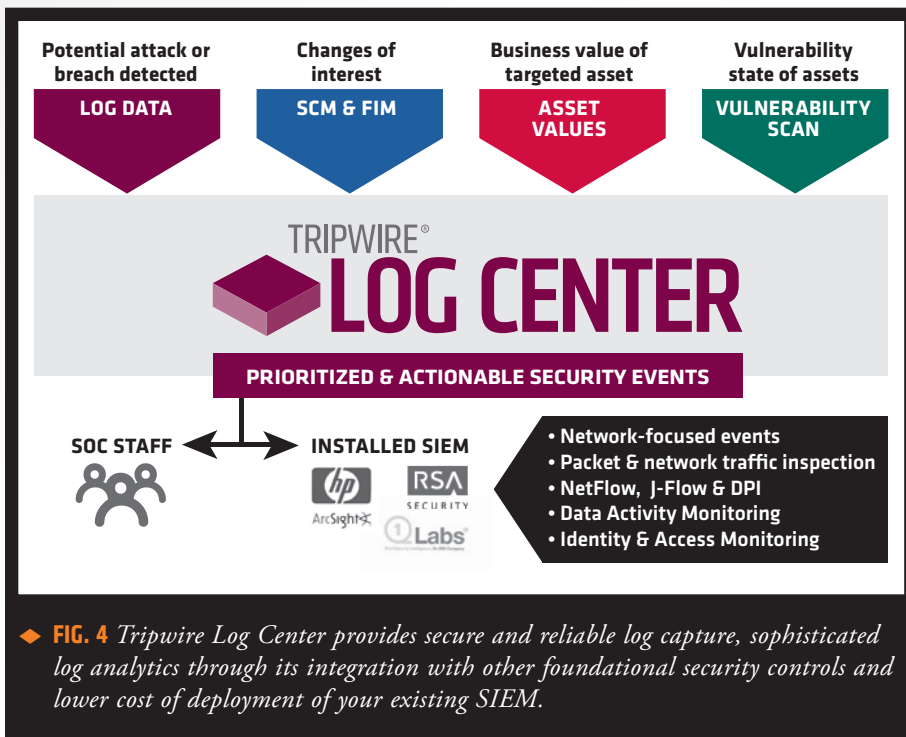 Potential attack or
breach detected
LOG DATA
Changes of
interest
SCM & FIM
Business value of
targeted asset
ASSET
VALUES
Vulnerability
state of assets
VULNERABILITY
SCAN
TRIPWIRE®
LOG CENTER
PRIORITIZED & ACTIONABLE SECURITY EVENTS
SOC STAFF
INSTALLED SIEM
hp
ArcSight
RSA
SECURITY
Q1 Labs®
• Network-focused events
• Packet & network traffic inspection
• NetFlow, J-Flow & DPI
• Data Activity Monitoring
• Identity & Access Monitoring
FIG. 4 Tripwire Log Center provides secure and reliable log capture, sophisticated
log analytics through its integration with other foundational security controls and
lower cost of deployment of your existing SIEM.